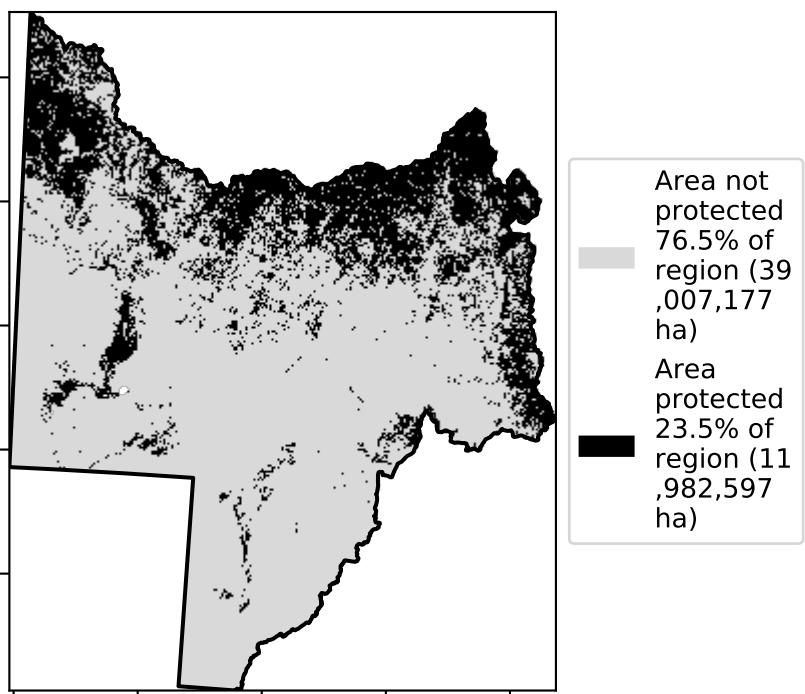 Area not
protected
76.5% of
region (39
,007,177
ha)
Area
protected
23.5% of
region (11
,982,597
ha)